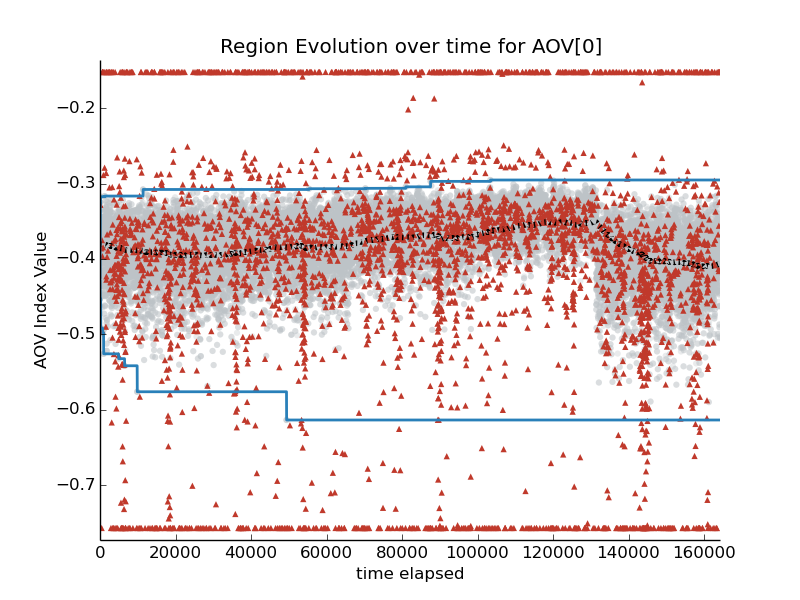 Region Evolution over time for AOV[0]
AOV Index Value
−0.2
−0.3
−0.4
−0.5
−0.6
−0.7
0 20000 40000 60000 80000 100000 120000 140000 160000
time elapsed